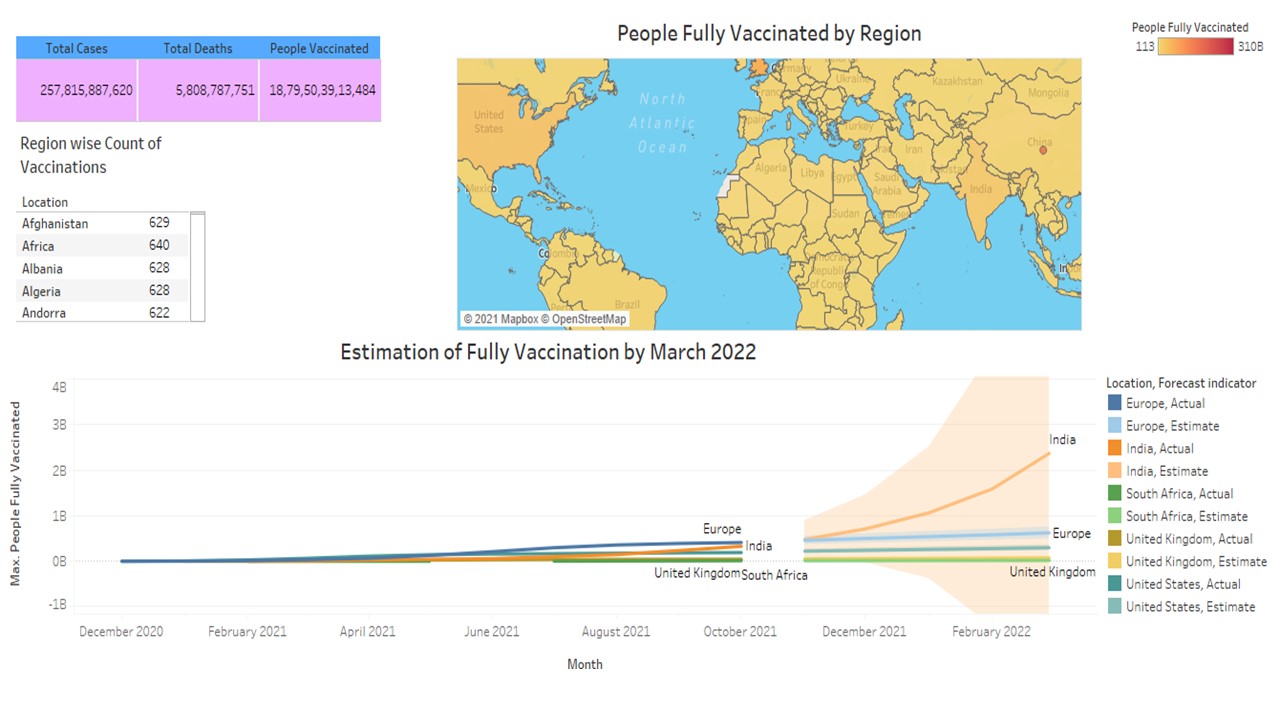 People Fully Vaccinated by Region
People Fully Vaccinated
113 310B
Total Cases Total Deaths People Vaccinated
257,815,887,620 5,808,787,751 18,79,50,39,13,484
Region wise Count of
Vaccinations
Location
Afghanistan 629
Africa 640
Albania 628
Algeria 628
Andorra 622
Germany
Ukraine
Kazakhstan
Mongolia
France
United
States
North
Atlantic
Ocean
Spain
Turkey
China
Iraq
Iran
Algeria
Libya
Egypt
Saudi
Arabia
Pakistan
India
Mexico
Sudan
Yemen
Colombia
Democratic
Republic
of Congo
Peru
Brazil
© 2021 Mapbox © OpenStreetMap
Estimation of Fully Vaccination by March 2022
Max. People Fully Vaccinated
4B
3B
2B
1B
0B
-1B
Europe
India
United Kingdom South Africa
India
Europe
United Kingdom
December 2020 February 2021 April 2021 June 2021 August 2021 October 2021 December 2021 February 2022
Month
Location, Forecast indicator
Europe, Actual
Europe, Estimate
India, Actual
India, Estimate
South Africa, Actual
South Africa, Estimate
United Kingdom, Actual
United Kingdom, Estimate
United States, Actual
United States, Estimate